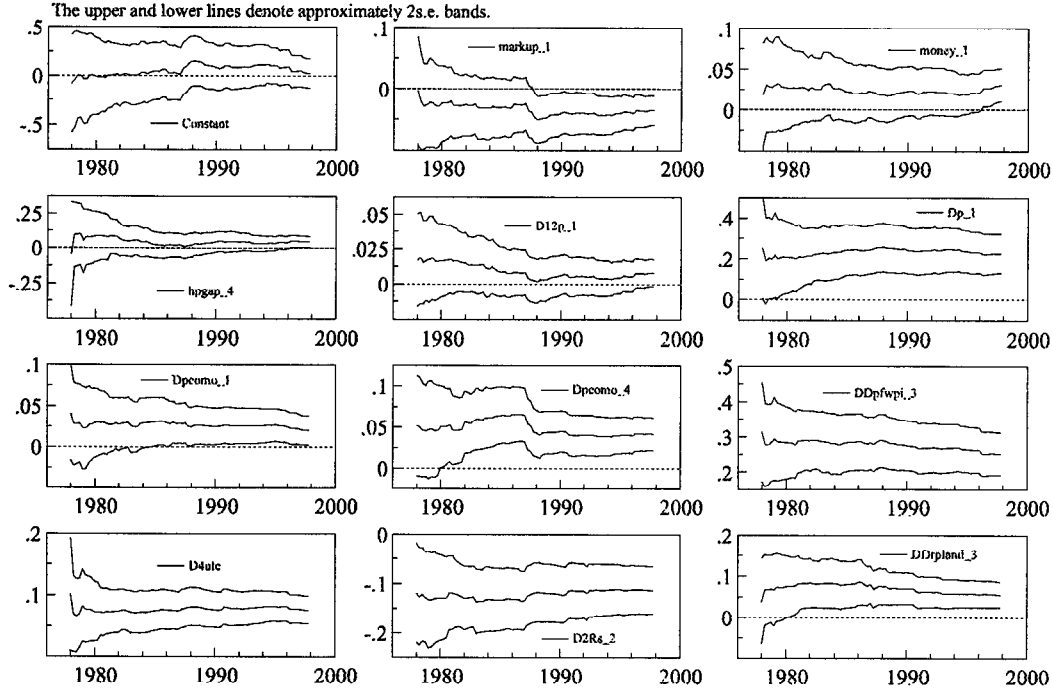 The upper and lower lines denote approximately 2s.e. bands.
.5
0
-.5
Constant
1980 1990 2000
.1
0
markup_1
1980 1990 2000
.1
.05
0
money_1
1980 1990 2000
.25
0
-.25
hpgap_4
1980 1990 2000
.05
.025
0
D12p_1
1980 1990 2000
.4
.2
0
Dp_1
1980 1990 2000
.1
.05
0
Dpcomo_1
1980 1990 2000
.1
.05
0
Dpcomo_4
1980 1990 2000
.5
.4
.3
.2
DDpfwpi_3
1980 1990 2000
.2
.1
D4ulc
1980 1990 2000
0
-.1
-.2
D2Rs_2
1980 1990 2000
.2
.1
0
DDrpland_3
1980 1990 2000